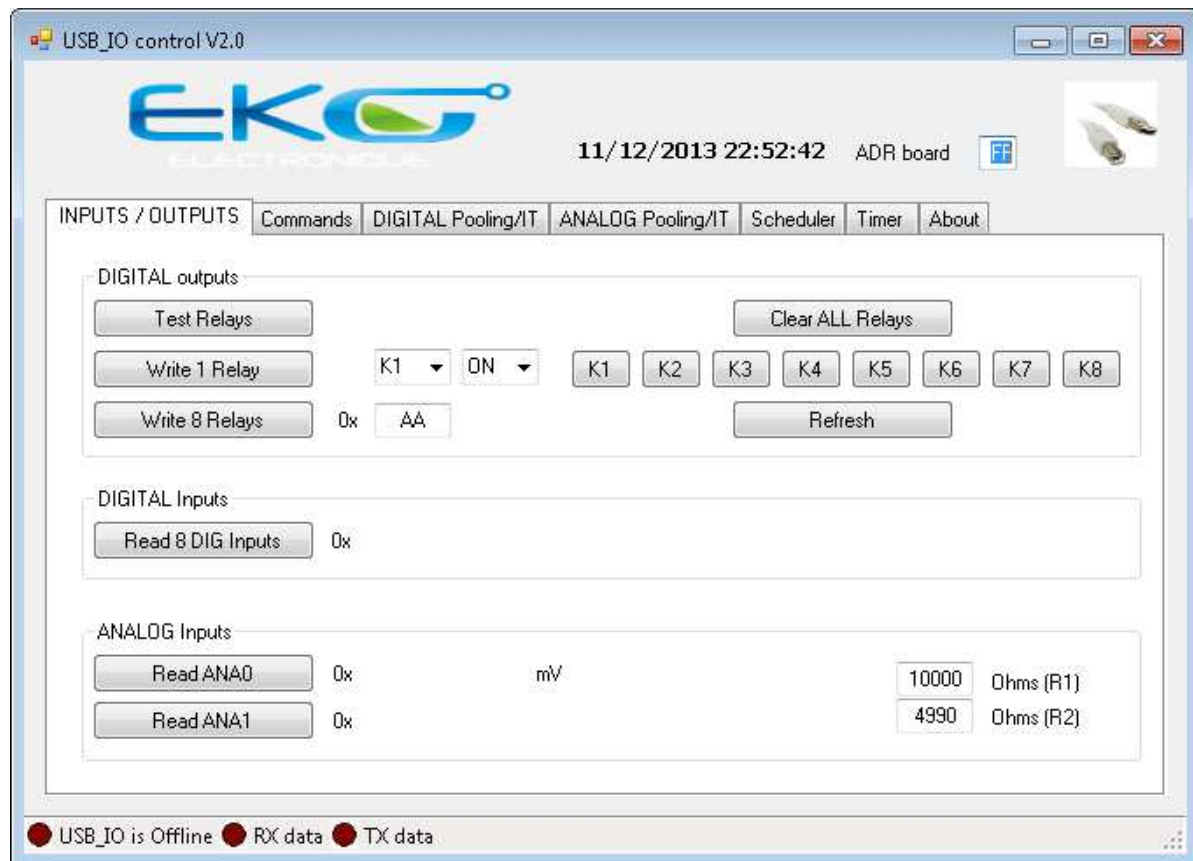 USB_IO control V2.0
EKO
ELECTRONIQUE
11/12/2013 22:52:42 ADR board FF
INPUTS / OUTPUTS Commands DIGITAL Pooling/IT ANALOG Pooling/IT Scheduler Timer About
DIGITAL outputs
Test Relays Clear ALL Relays
Write 1 Relay K1 ON K1 K2 K3 K4 K5 K6 K7 K8
Write 8 Relays 0x AA Refresh
DIGITAL Inputs
Read 8 DIG Inputs 0x
ANALOG Inputs
Read ANA0 0x mV 10000 Ohms (R1)
Read ANA1 0x 4990 Ohms (R2)
USB_IO is Offline RX data TX data